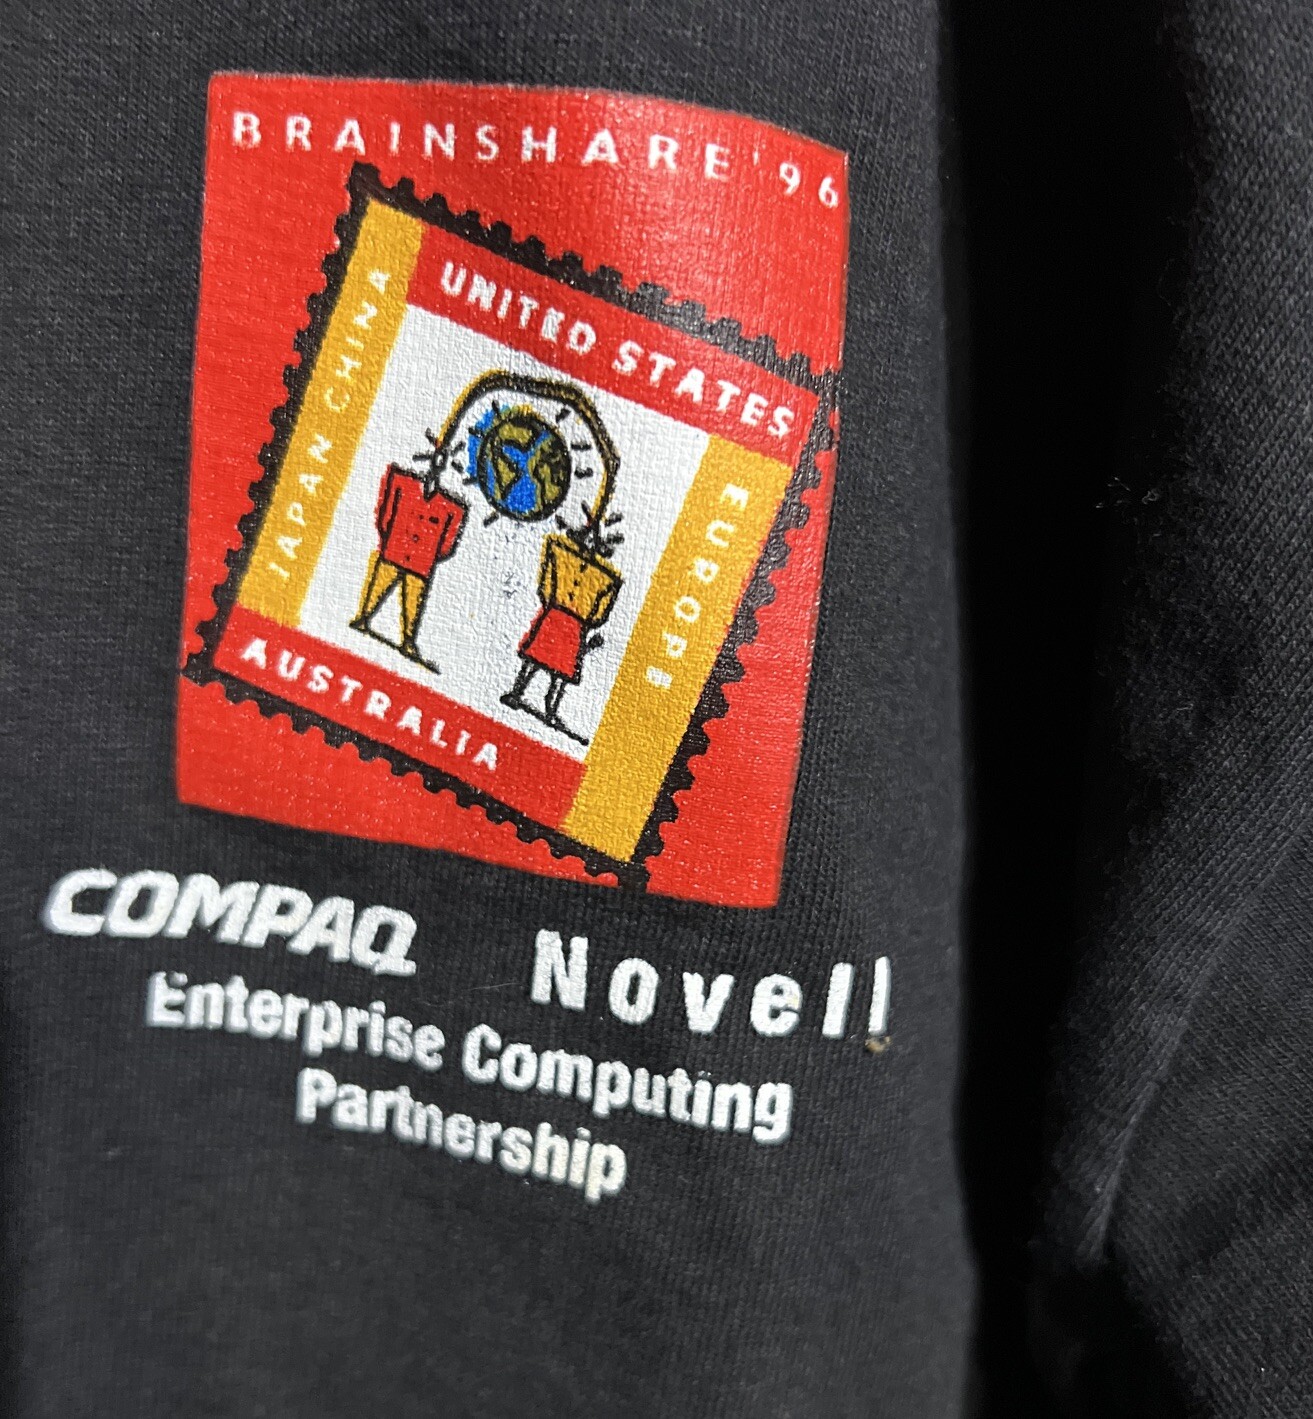 BRAINSHARE '96
UNITED STATES
JAPAN CHINA
EUROPE
AUSTRALIA
COMPAQ Novell
Enterprise Computing
Partnership